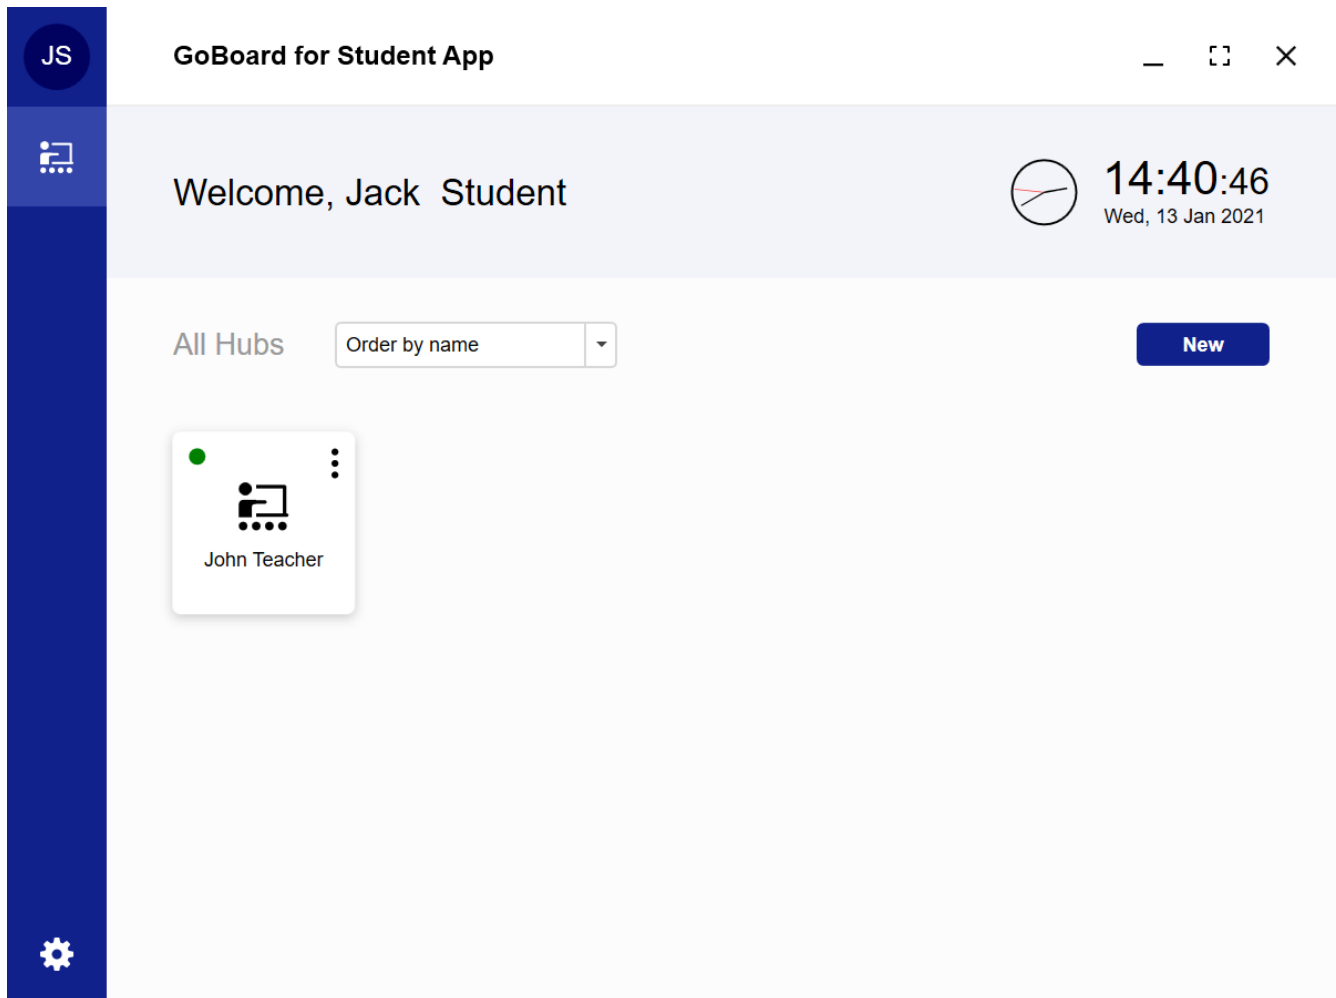 JS
GoBoard for Student App
Welcome, Jack  Student
14:40:46
Wed, 13 Jan 2021
All Hubs
Order by name
New
John Teacher